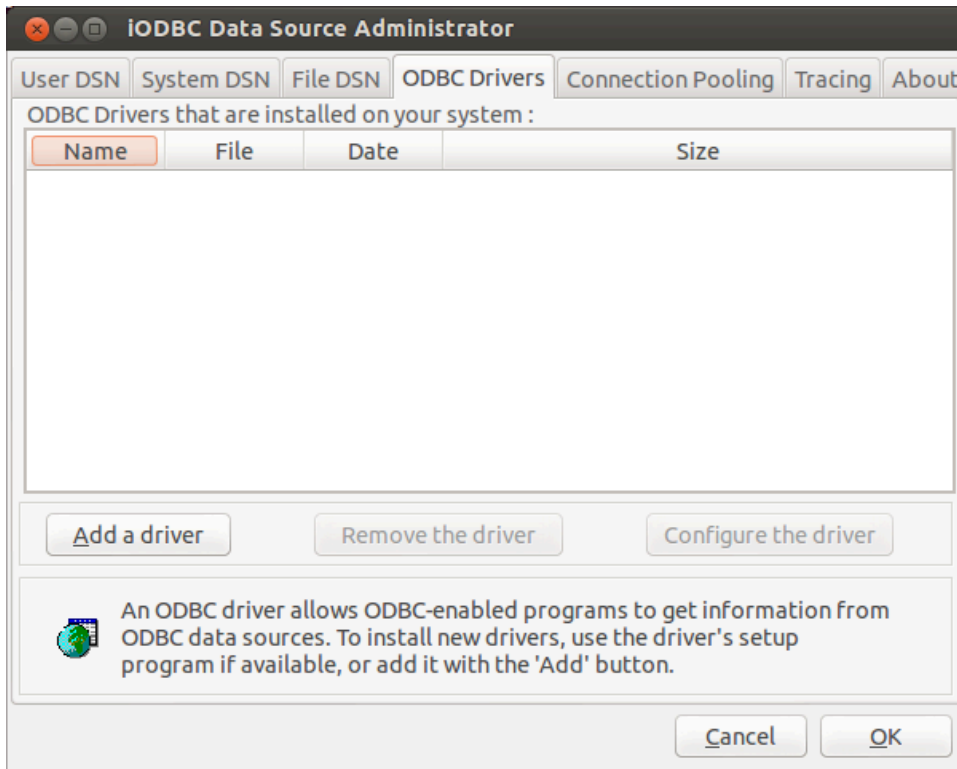 iODBC Data Source Administrator
User DSN System DSN File DSN ODBC Drivers Connection Pooling Tracing About
ODBC Drivers that are installed on your system :
Name File Date Size
Add a driver Remove the driver Configure the driver
An ODBC driver allows ODBC-enabled programs to get information from
ODBC data sources. To install new drivers, use the driver's setup
program if available, or add it with the 'Add' button.
Cancel OK